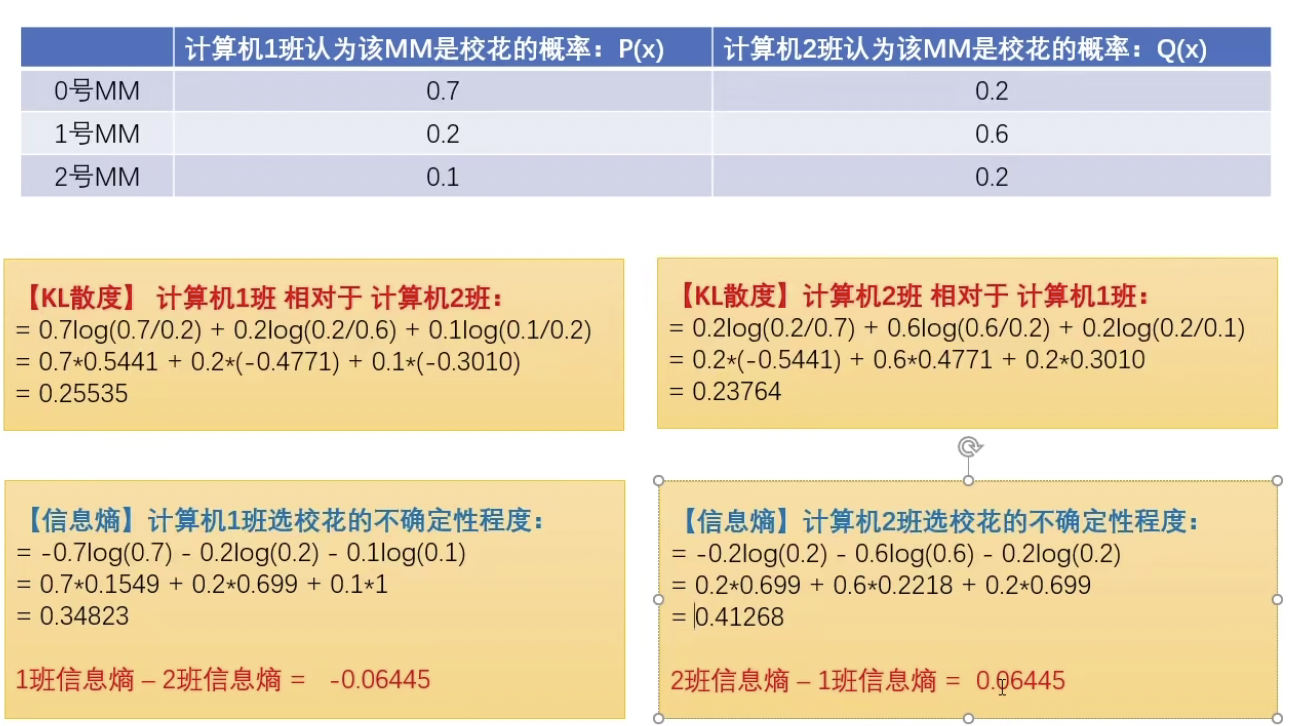 计算机1班认为该MM是校花的概率：P(x) 计算机2班认为该MM是校花的概率：Q(x)
0号MM 0.7 0.2
1号MM 0.2 0.6
2号MM 0.1 0.2
【KL散度】 计算机1班 相对于 计算机2班：
= 0.7log(0.7/0.2) + 0.2log(0.2/0.6) + 0.1log(0.1/0.2)
= 0.7*0.5441 + 0.2*(-0.4771) + 0.1*(-0.3010)
= 0.25535
【KL散度】计算机2班 相对于 计算机1班：
= 0.2log(0.2/0.7) + 0.6log(0.6/0.2) + 0.2log(0.2/0.1)
= 0.2*(-0.5441) + 0.6*0.4771 + 0.2*0.3010
= 0.23764
【信息熵】计算机1班选校花的不确定性程度：
= -0.7log(0.7) - 0.2log(0.2) - 0.1log(0.1)
= 0.7*0.1549 + 0.2*0.699 + 0.1*1
= 0.34823
1班信息熵 – 2班信息熵 = -0.06445
【信息熵】计算机2班选校花的不确定性程度：
= -0.2log(0.2) - 0.6log(0.6) - 0.2log(0.2)
= 0.2*0.699 + 0.6*0.2218 + 0.2*0.699
= 0.41268
2班信息熵 – 1班信息熵 = 0.06445